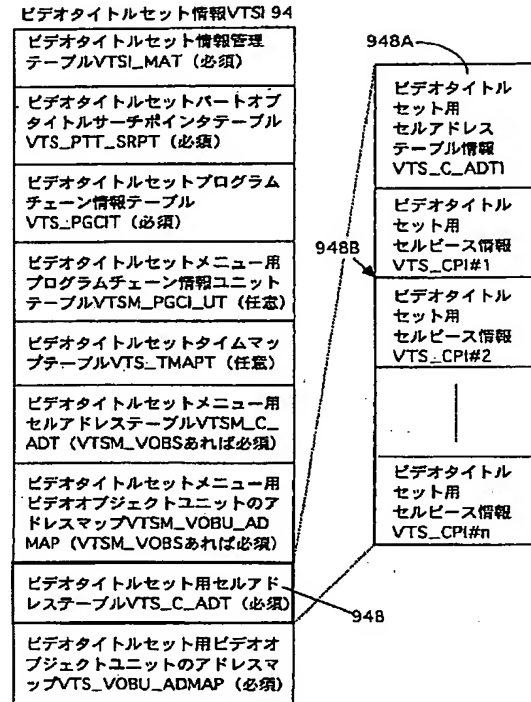 ビデオタイトルセット情報VTSI 94
ビデオタイトルセット情報管理
テーブルVTSI_MAT（必須）
ビデオタイトルセットパートオブ
タイトルサーチポインタテーブル
VTS_PTT_SRPT（必須）
ビデオタイトルセットプログラム
チェーン情報テーブル
VTS_PGCIT（必須）
ビデオタイトルセットメニュー用
プログラムチェーン情報ユニット
テーブルVTSM_PGCI_UT（任意）
ビデオタイトルセットタイムマッ
プテーブルVTS_TMAPT（任意）
ビデオタイトルセットメニュー用
セルアドレステーブルVTSM_C_
ADT（VTSM_VOBSあれば必須）
ビデオタイトルセットメニュー用
ビデオオブジェクトユニットのア
ドレスマップVTSM_VOBU_AD
MAP（VTSM_VOBSあれば必須）
ビデオタイトルセット用セルアド
レステーブルVTS_C_ADT（必須）
ビデオタイトルセット用ビデオオ
ブジェクトユニットのアドレスマ
ップVTS_VOBU_ADMAP（必須）
948A
ビデオタイトル
セット用
セルアドレス
テーブル情報
VTS_C_ADTI
948B
ビデオタイトル
セット用
セルピース情報
VTS_CPI#1
ビデオタイトル
セット用
セルピース情報
VTS_CPI#2
ビデオタイトル
セット用
セルピース情報
VTS_CPI#n
948